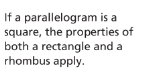 If a parallelogram is a
square, the properties of
both a rectangle and a
rhombus apply.